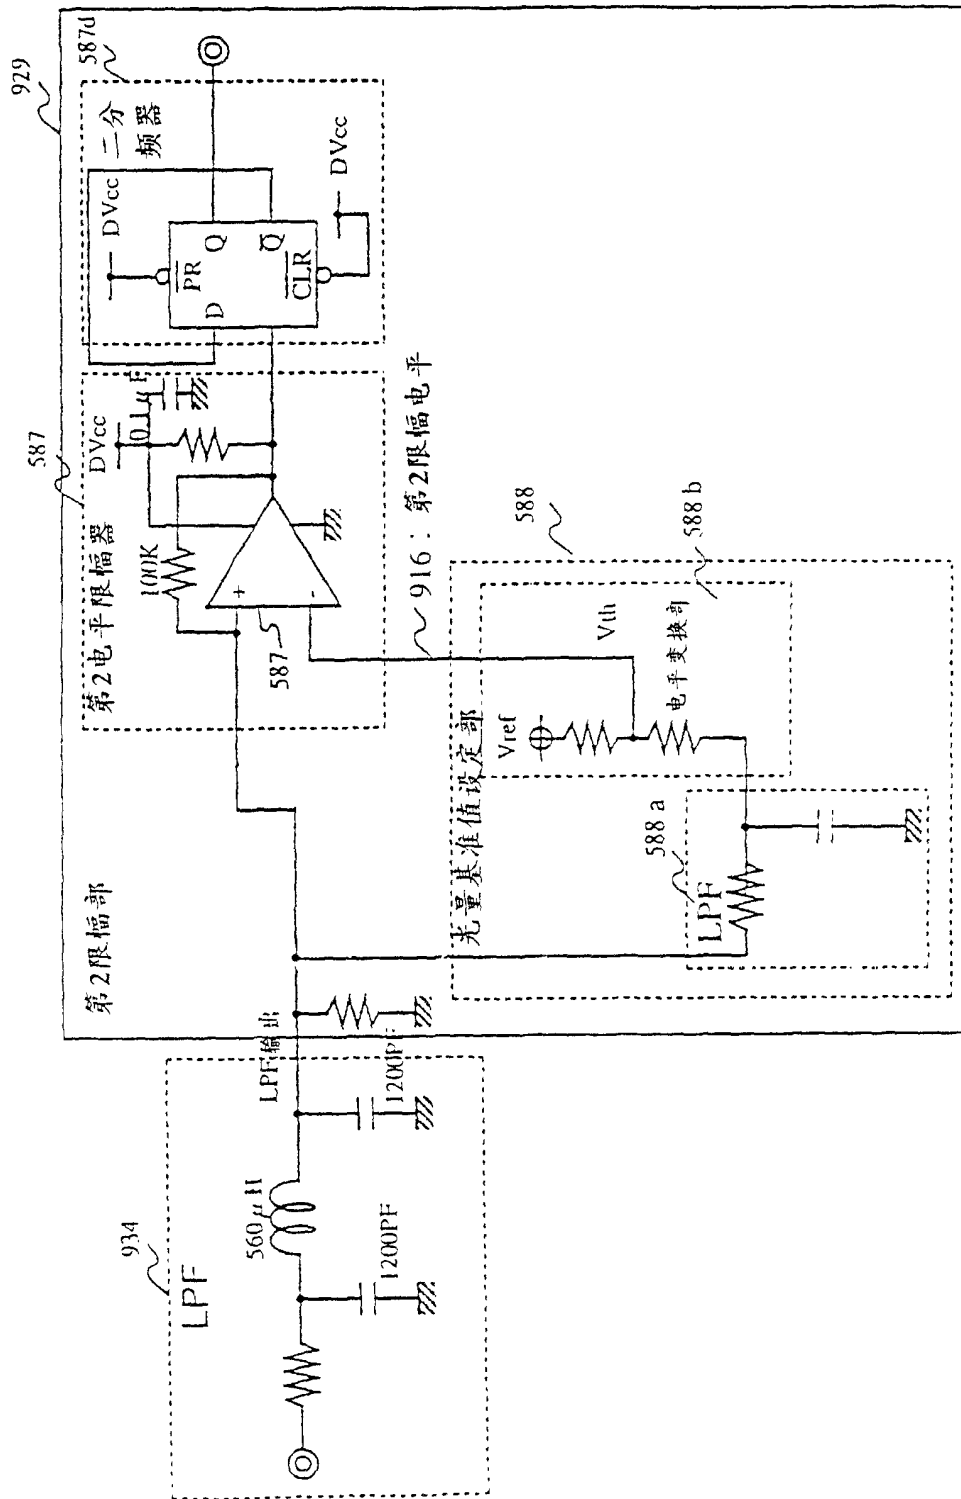 929
第2限幅部
934
LPF
560μH
1200PF
1200PF
LPF输出
587
第2电平限幅器
DVcc
0.1μF
100K
+
-
587
587d
二分
频器
DVcc
PR
D
Q
Q
CLR
DVcc
916：第2限幅电平
588
光量基准值设定部
588b
Vref
Vth
电平变换部
588a
LPF